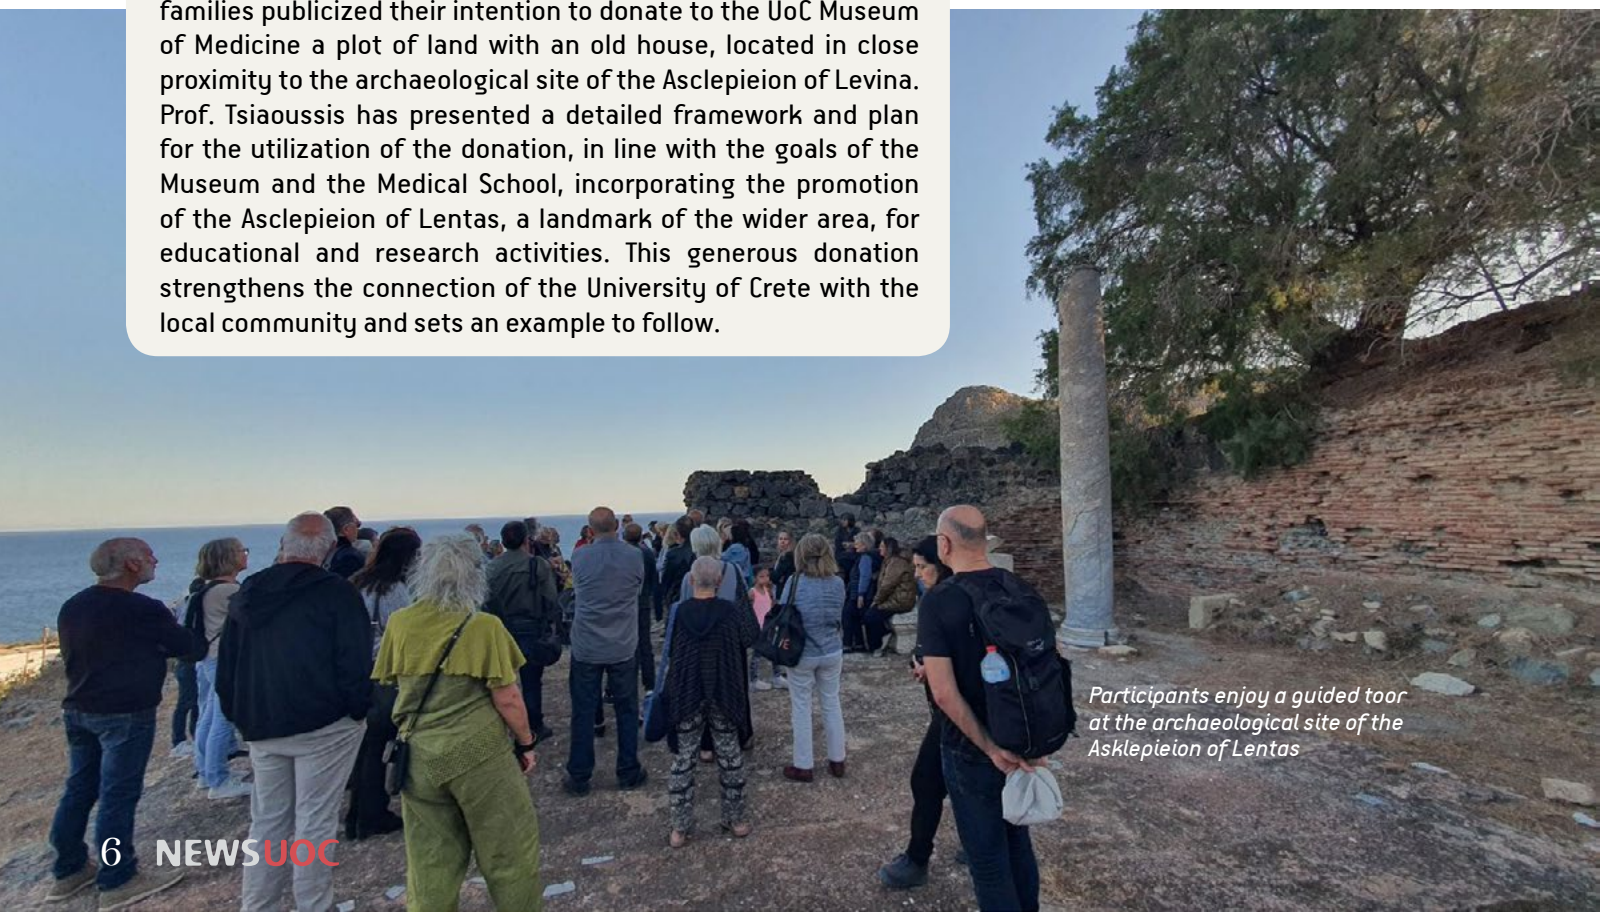 families publicized their intention to donate to the UoC Museum
of Medicine a plot of land with an old house, located in close
proximity to the archaeological site of the Asclepieion of Levina.
Prof. Tsiaoussis has presented a detailed framework and plan
for the utilization of the donation, in line with the goals of the
Museum and the Medical School, incorporating the promotion
of the Asclepieion of Lentas, a landmark of the wider area, for
educational and research activities. This generous donation
strengthens the connection of the University of Crete with the
local community and sets an example to follow.
Participants enjoy a guided toor
at the archaeological site of the
Asklepieion of Lentas
6 NEWSUOC